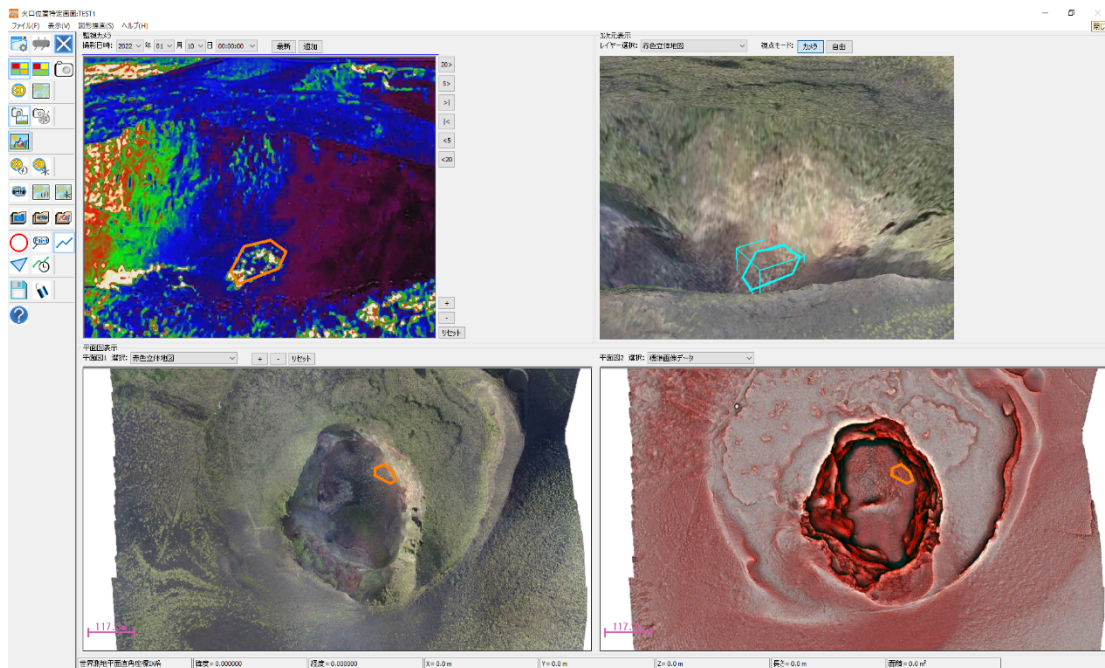 火口位置特定画面:TEST1
ファイル(F) 表示(V) 図形検索(S) ヘルプ(H)
閉じ
監視カメラ
撮影日時: 2022 年 01 月 10 日 00:00:00 最新 追加
3次元表示
レイヤー選択: 赤色立体地図 視点モード: カメラ 自由
20>
5>
>|
|<
<5
<20
+
-
リセット
平面図表示
平面図1 選択: 赤色立体地図 + - リセット
平面図2 選択: 標準画像データ
緯度= 0.000000 経度= 0.000000 X= 0.0 m Y= 0.0 m Z= 0.0 m 長さ= 0.0 m 面積= 0.0 ㎡